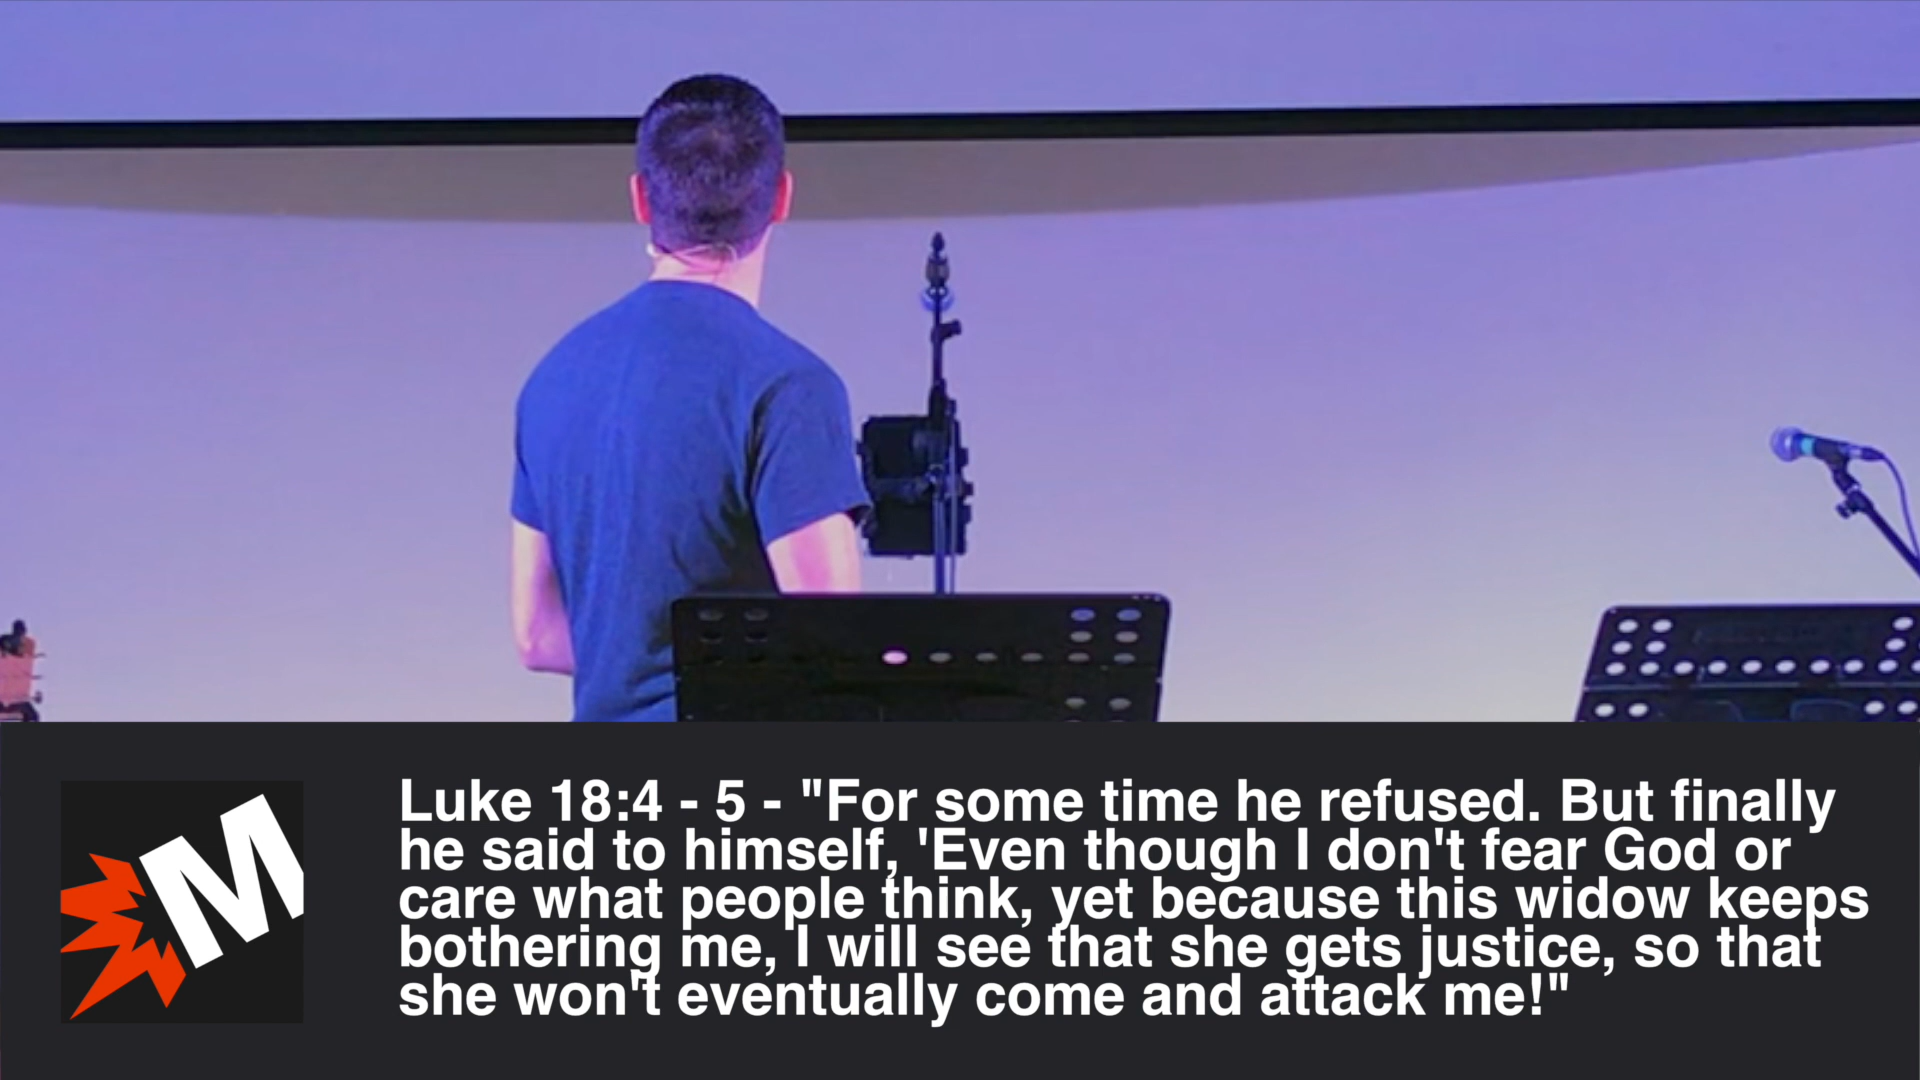 Luke 18:4 - 5 - "For some time he refused. But finally
he said to himself, 'Even though I don't fear God or
care what people think, yet because this widow keeps
bothering me, I will see that she gets justice, so that
she won't eventually come and attack me!"
M